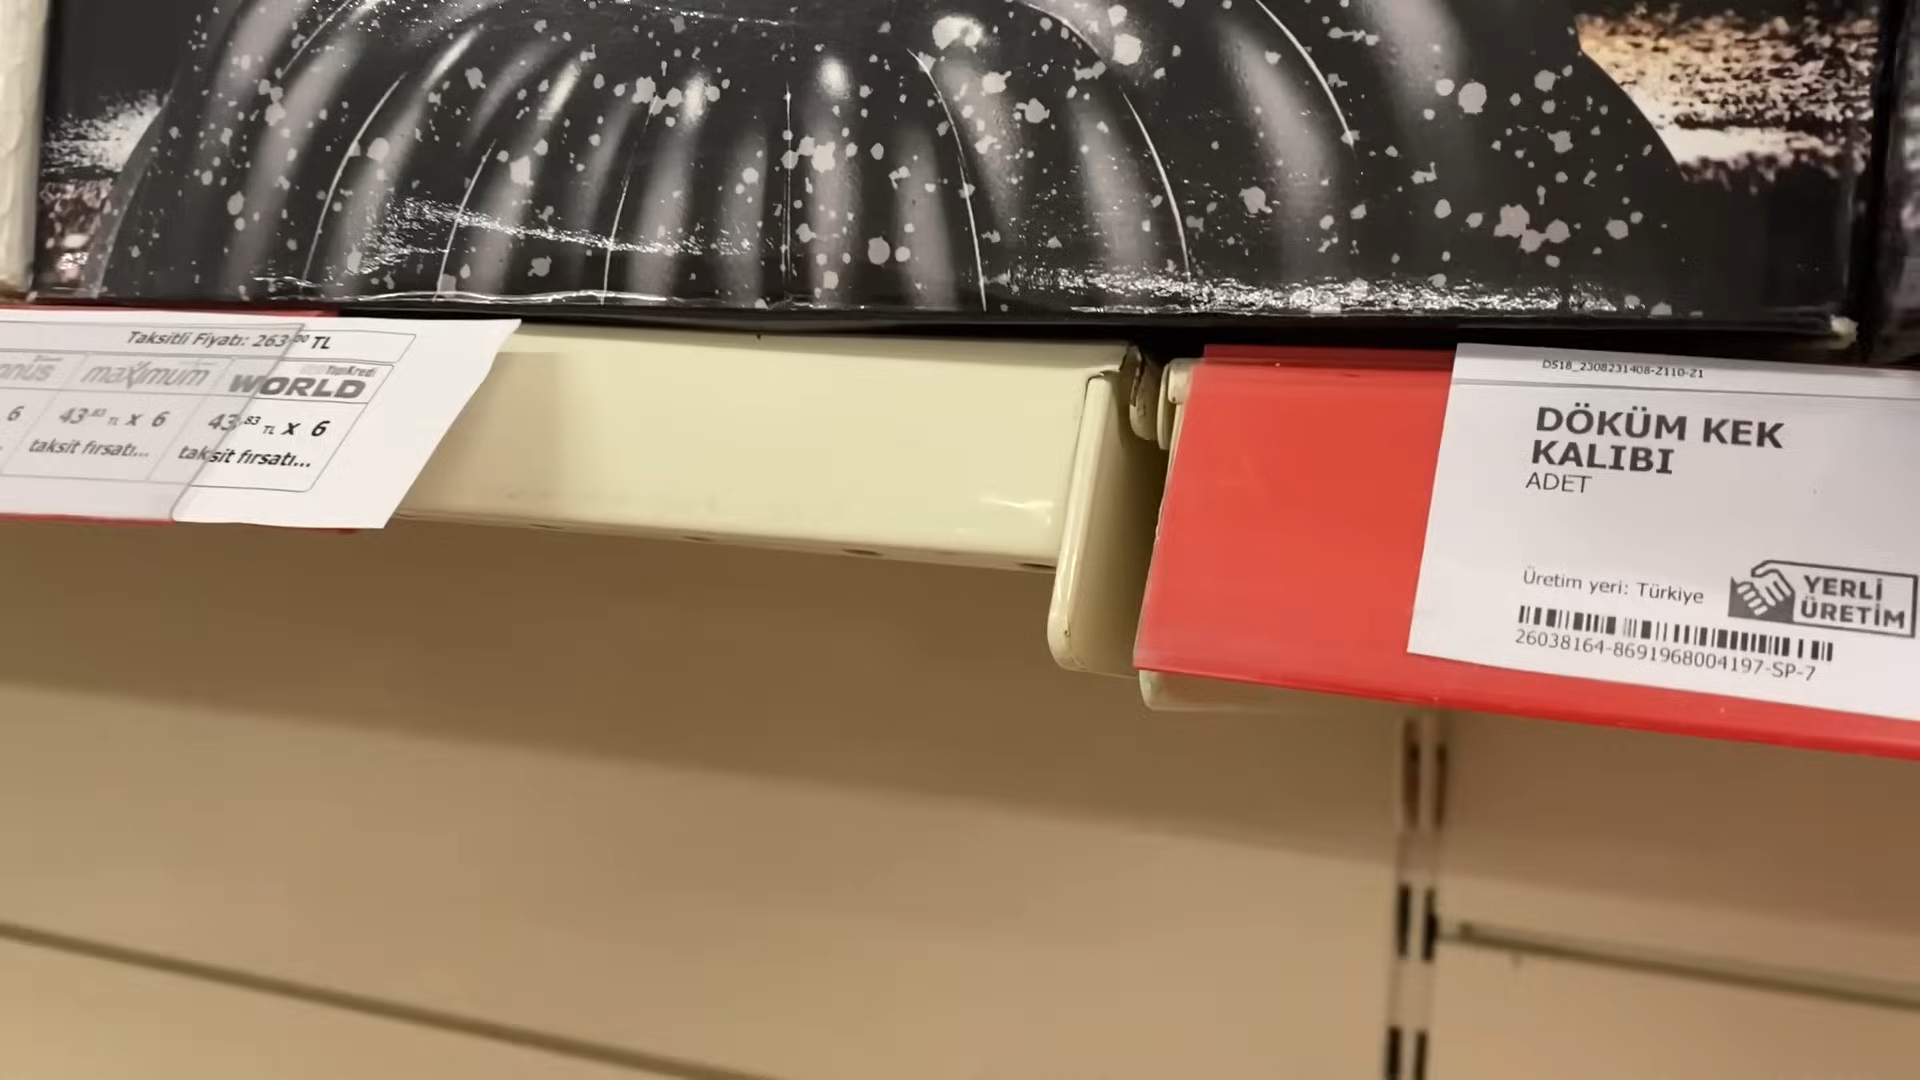 Taksitli Fiyatı: 263,00 TL
maximum
YapıKredi
WORLD
6
43,83 TL x 6
43,83 TL x 6
taksit fırsatı...
taksit fırsatı...
D518_2308231408-Z110-Z1
DÖKÜM KEK
KALIBI
ADET
Üretim yeri: Türkiye
YERLİ
ÜRETİM
26038164-8691968004197-SP-7